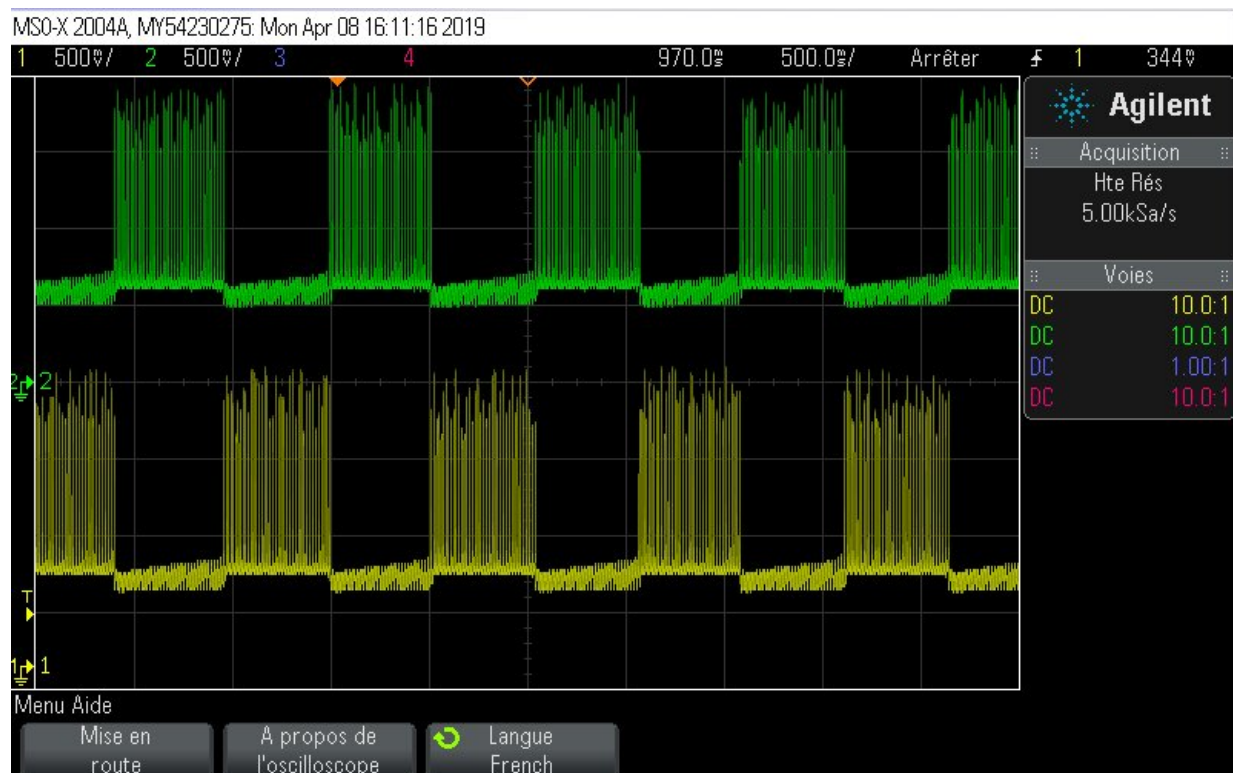 MSO-X 2004A, MY54230275: Mon Apr 08 16:11:16 2019
1 500mV/ 2 500mV/ 3 4 970.0ms 500.0ms/ Arrêter 1 344mV
Agilent
Acquisition
Hte Rés
5.00kSa/s
Voies
DC 10.0:1
DC 10.0:1
DC 1.00:1
DC 10.0:1
2 2
T
1 1
Menu Aide
Mise en
route
A propos de
l'oscilloscope
Langue
French